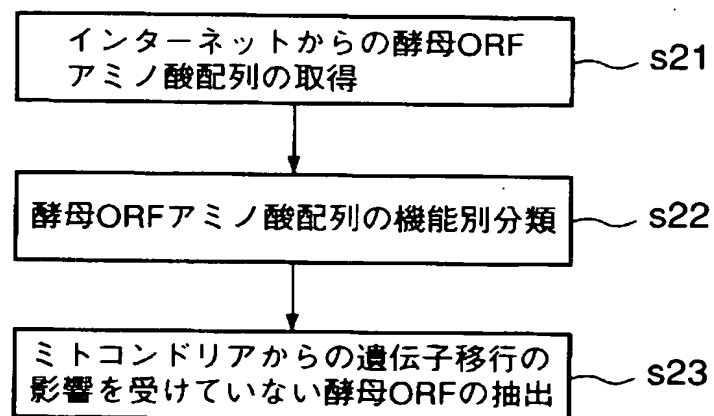 インターネットからの酵母ORF
アミノ酸配列の取得
s21
酵母ORFアミノ酸配列の機能別分類
s22
ミトコンドリアからの遺伝子移行の
影響を受けていない酵母ORFの抽出
s23